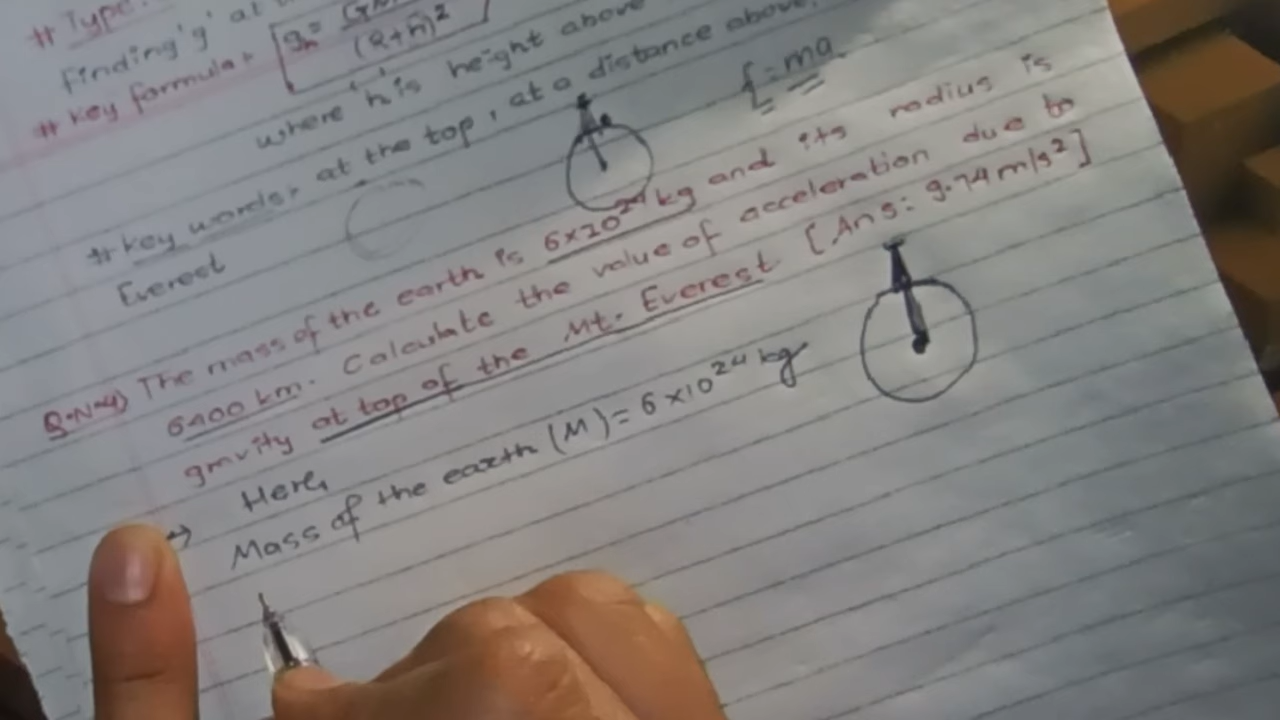 # Type:
Finding 'g' at
# Key formula: [gh = GM/(R+h)²]
where 'h' is height above
# Key words, at the top, at a distance above,
Everest
f = ma
Q.N.4) The mass of the earth is 6×10²⁴ kg and its radius is
6400 km. Calculate the value of acceleration due to
gravity at top of the Mt. Everest [Ans: 9.74 m/s²]
→ Here,
Mass of the earth (M) = 6×10²⁴ kg